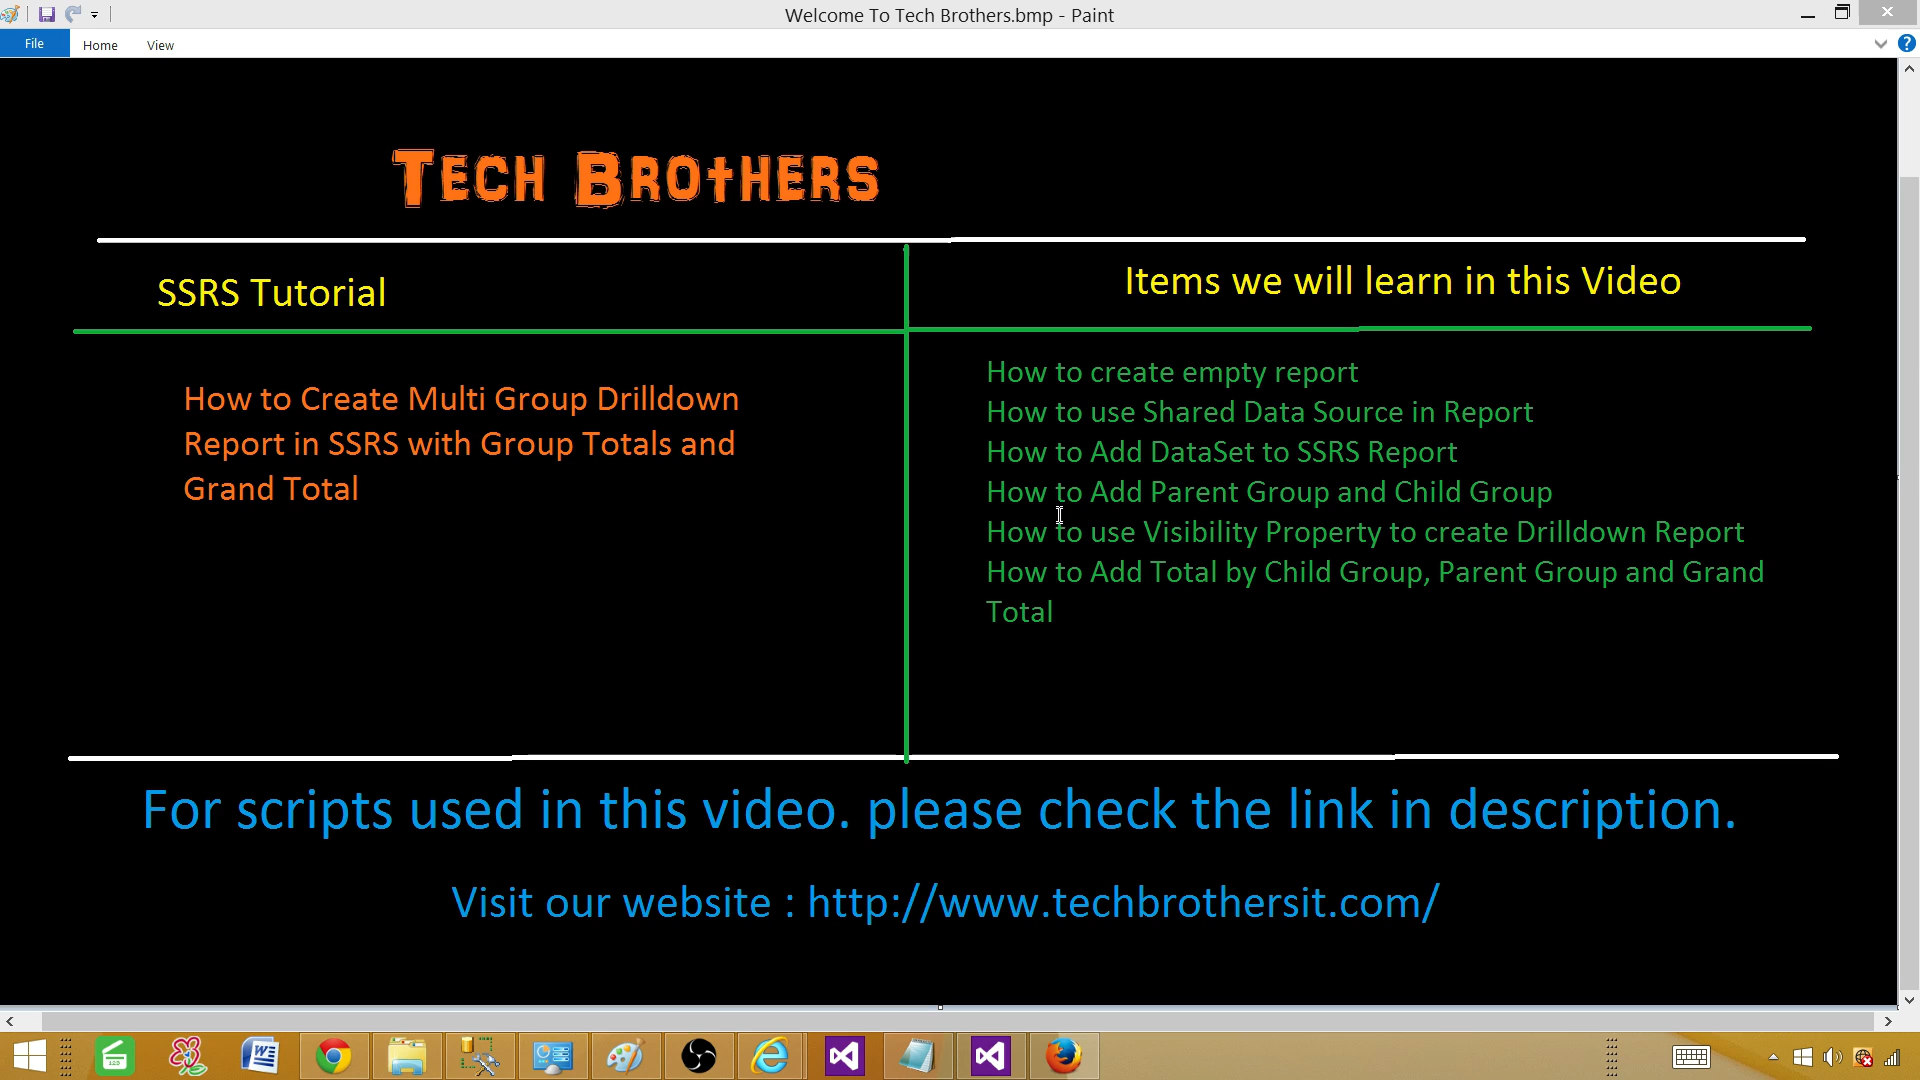 Welcome To Tech Brothers.bmp - Paint
File Home View
Tech Brothers
SSRS Tutorial
Items we will learn in this Video
How to Create Multi Group Drilldown
Report in SSRS with Group Totals and
Grand Total
How to create empty report
How to use Shared Data Source in Report
How to Add DataSet to SSRS Report
How to Add Parent Group and Child Group
How to use Visibility Property to create Drilldown Report
How to Add Total by Child Group, Parent Group and Grand
Total
For scripts used in this video. please check the link in description.
Visit our website : http://www.techbrothersit.com/